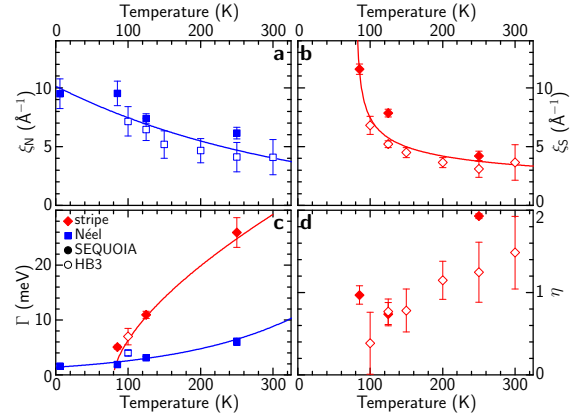 Temperature (K) Temperature (K)
0 100 200 300 0 100 200 300
a b
10 10
5 5
0 0
ξN (Å⁻¹) ξS (Å⁻¹)
c d
stripe
Néel
SEQUOIA
HB3
20 2
10 1
0 0
Γ (meV) η
0 100 200 300 0 100 200 300
Temperature (K) Temperature (K)